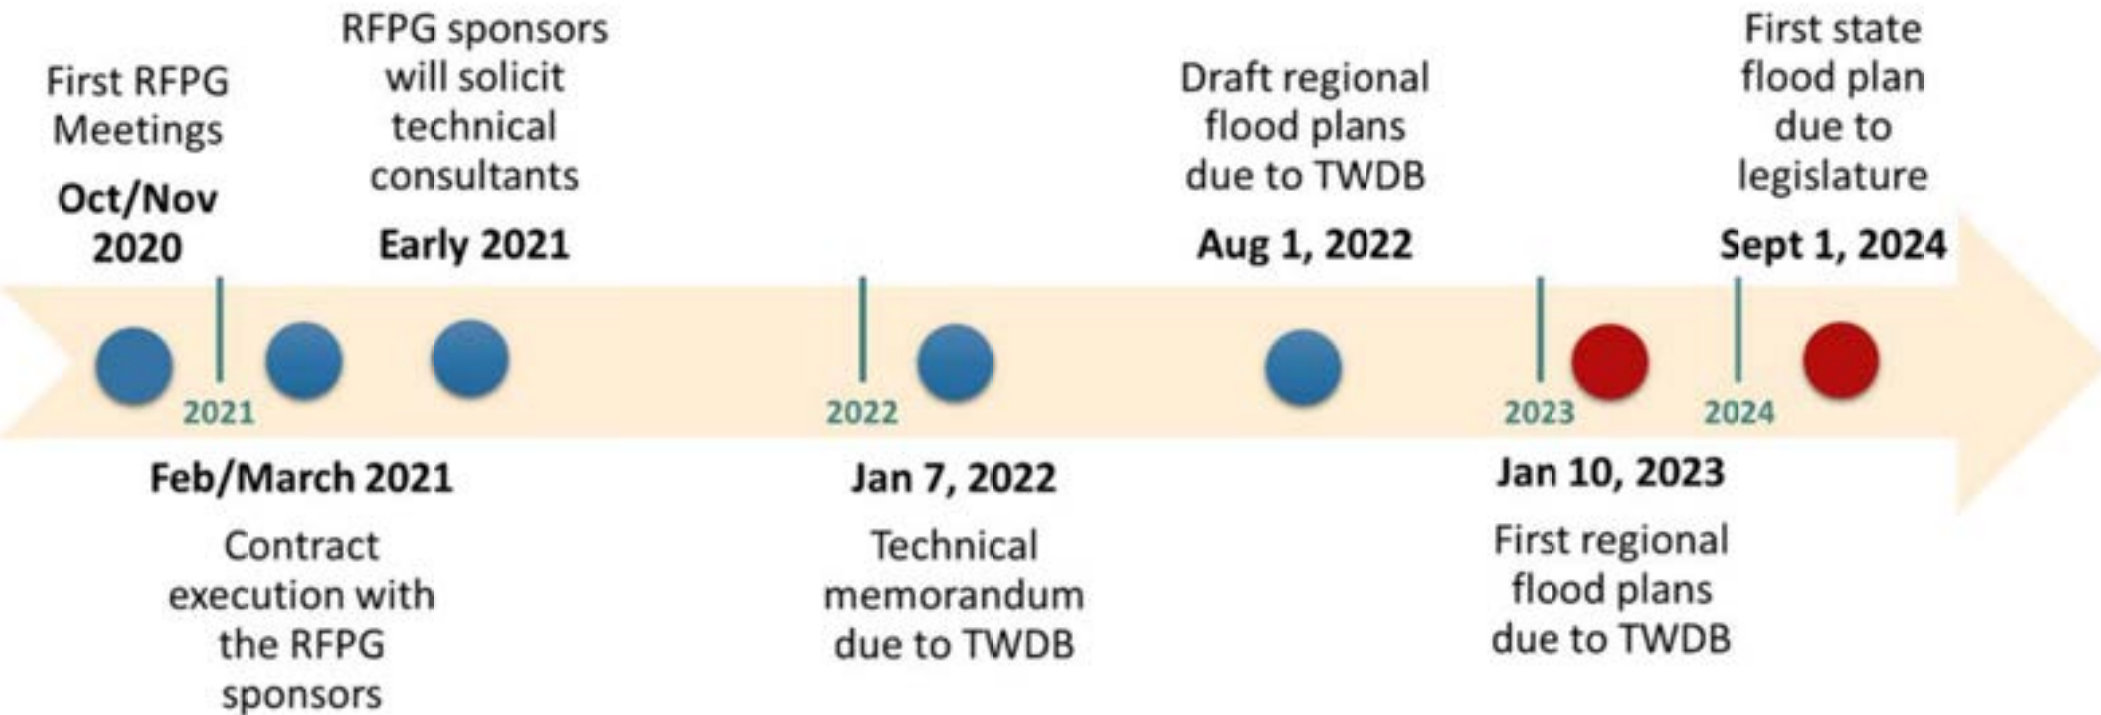 First RFPG
Meetings
Oct/Nov
2020
RFPG sponsors
will solicit
technical
consultants
Early 2021
Draft regional
flood plans
due to TWDB
Aug 1, 2022
First state
flood plan
due to
legislature
Sept 1, 2024
2021
2022
2023
2024
Feb/March 2021
Contract
execution with
the RFPG
sponsors
Jan 7, 2022
Technical
memorandum
due to TWDB
Jan 10, 2023
First regional
flood plans
due to TWDB